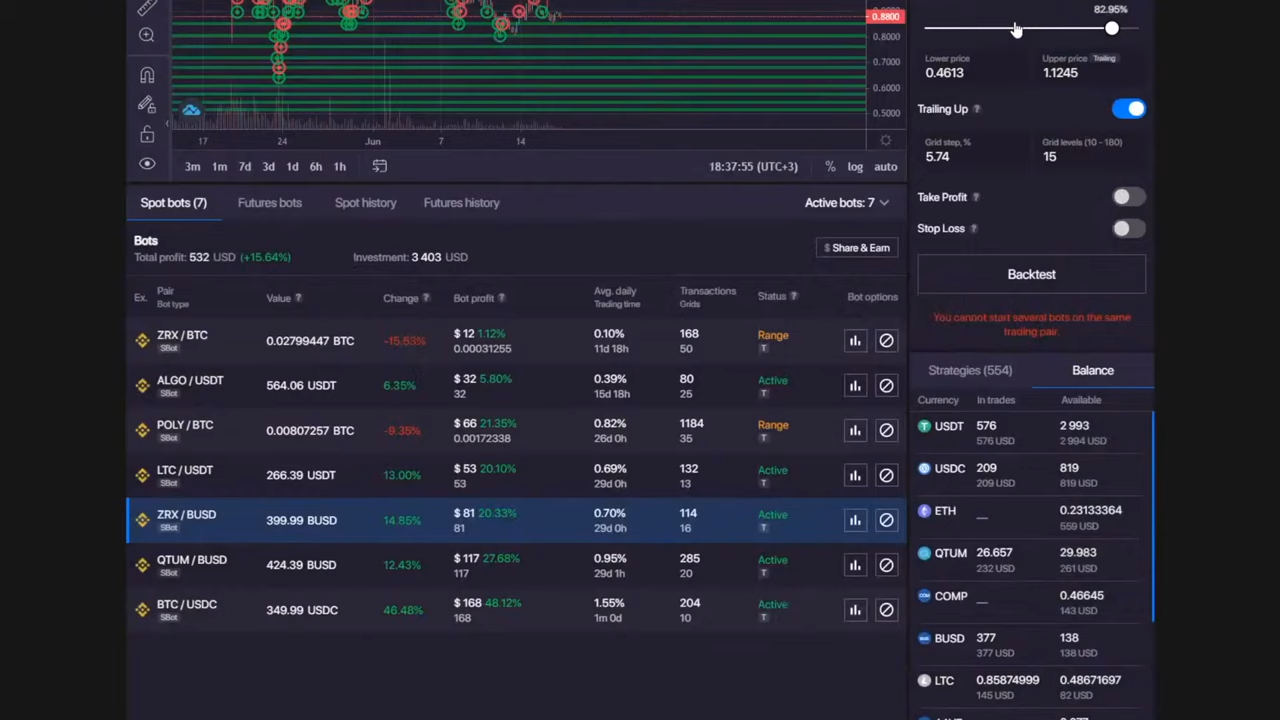 82.95%
0.8800
0.8000
0.7000
0.6000
0.5000
17 24 Jun 7 14
3m 1m 7d 3d 1d 6h 1h 18:37:55 (UTC+3) % log auto
Lower price Upper price Trailing
0.4613 1.1245
Trailing Up ?
Grid step, % Grid levels (10 - 180)
5.74 15
Take Profit ?
Stop Loss ?
Backtest
You cannot start several bots on the same
trading pair.
Spot bots (7) Futures bots Spot history Futures history Active bots: 7
Bots
Total profit: 532 USD (+15.64%) Investment: 3 403 USD
$ Share & Earn
Ex. Pair Value ? Change ? Bot profit ? Avg. daily Transactions Status ? Bot options
Bot type Trading time Grids
ZRX / BTC 0.02799447 BTC -15.53% $ 12 1.12% 0.10% 168 Range
SBot 0.00031255 11d 18h 50 T
ALGO / USDT 564.06 USDT 6.35% $ 32 5.80% 0.39% 80 Active
SBot 32 15d 18h 25 T
POLY / BTC 0.00807257 BTC -9.35% $ 66 21.35% 0.82% 1184 Range
SBot 0.00172338 26d 0h 35 T
LTC / USDT 266.39 USDT 13.00% $ 53 20.10% 0.69% 132 Active
SBot 53 29d 0h 13 T
ZRX / BUSD 399.99 BUSD 14.85% $ 81 20.33% 0.70% 114 Active
SBot 81 29d 0h 16 T
QTUM / BUSD 424.39 BUSD 12.43% $ 117 27.68% 0.95% 285 Active
SBot 117 29d 1h 20 T
BTC / USDC 349.99 USDC 46.48% $ 168 48.12% 1.55% 204 Active
SBot 168 1m 0d 10 T
Strategies (554) Balance
Currency In trades Available
USDT 576 2 993
576 USD 2 994 USD
USDC 209 819
209 USD 819 USD
ETH — 0.23133364
559 USD
QTUM 26.657 29.983
232 USD 261 USD
COMP — 0.46645
143 USD
BUSD 377 138
377 USD 138 USD
LTC 0.85874999 0.48671697
145 USD 82 USD